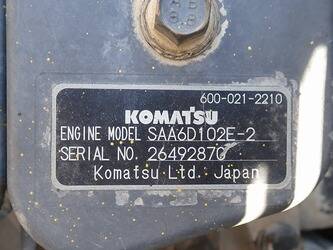 600-021-2210
KOMATSU
ENGINE MODEL SAA6D102E-2
SERIAL NO. 26492870
Komatsu Ltd. Japan